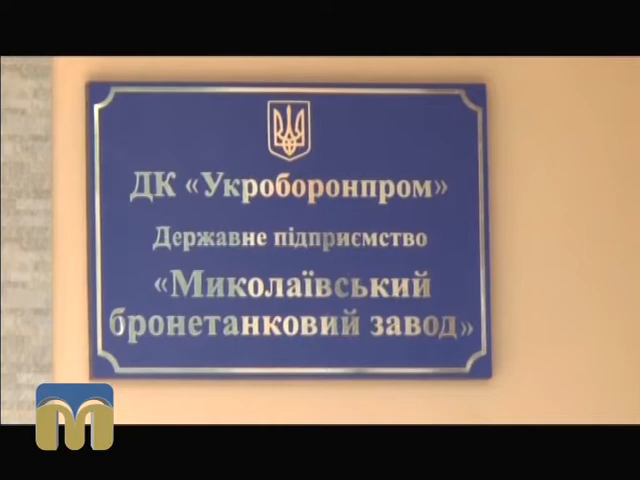 ДК «Укроборонпром»
Державне підприємство
«Миколаївський
бронетанковий завод»
M